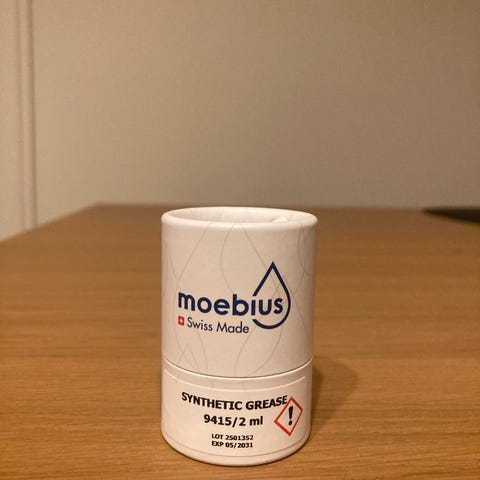 moebius
Swiss Made
SYNTHETIC GREASE
9415/2 ml
LOT 2501352
EXP 05/2031